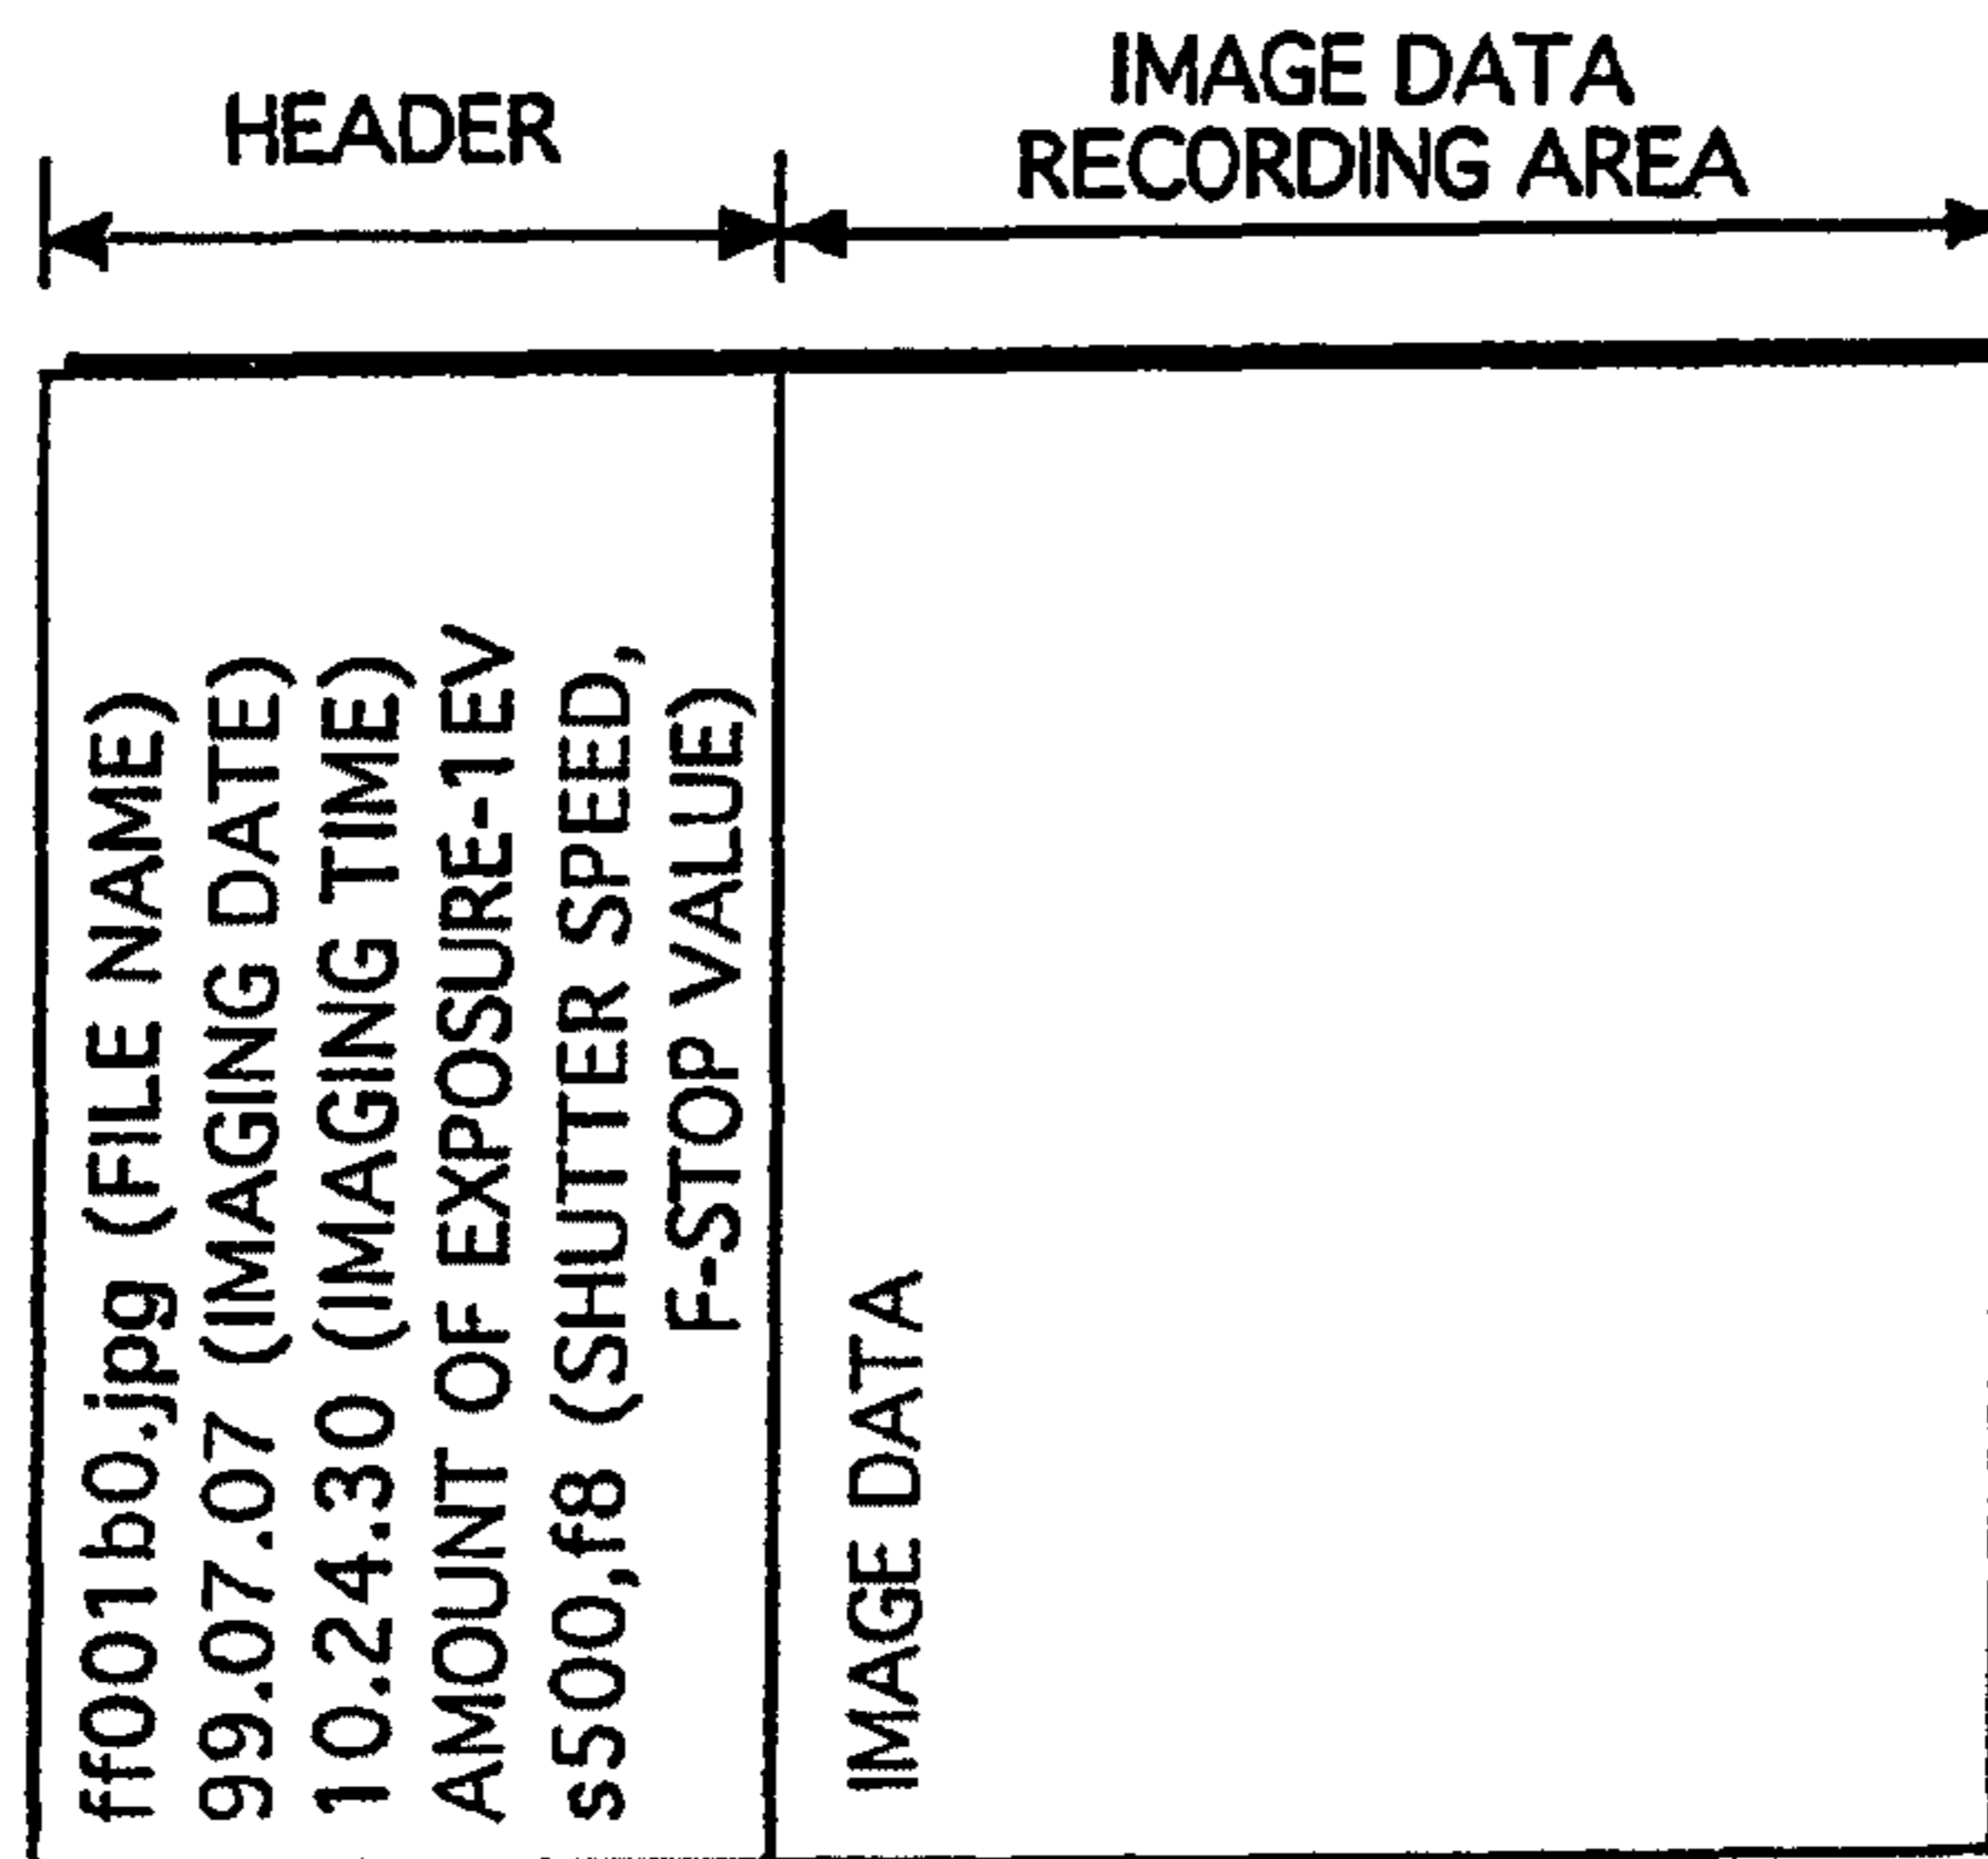 HEADER
IMAGE DATA
RECORDING AREA
ff001b0.jpg (FILE NAME)
99.07.07 (IMAGING DATE)
10.24.30 (IMAGING TIME)
AMOUNT OF EXPOSURE-1EV
s500,f8 (SHUTTER SPEED,
F-STOP VALUE)
IMAGE DATA